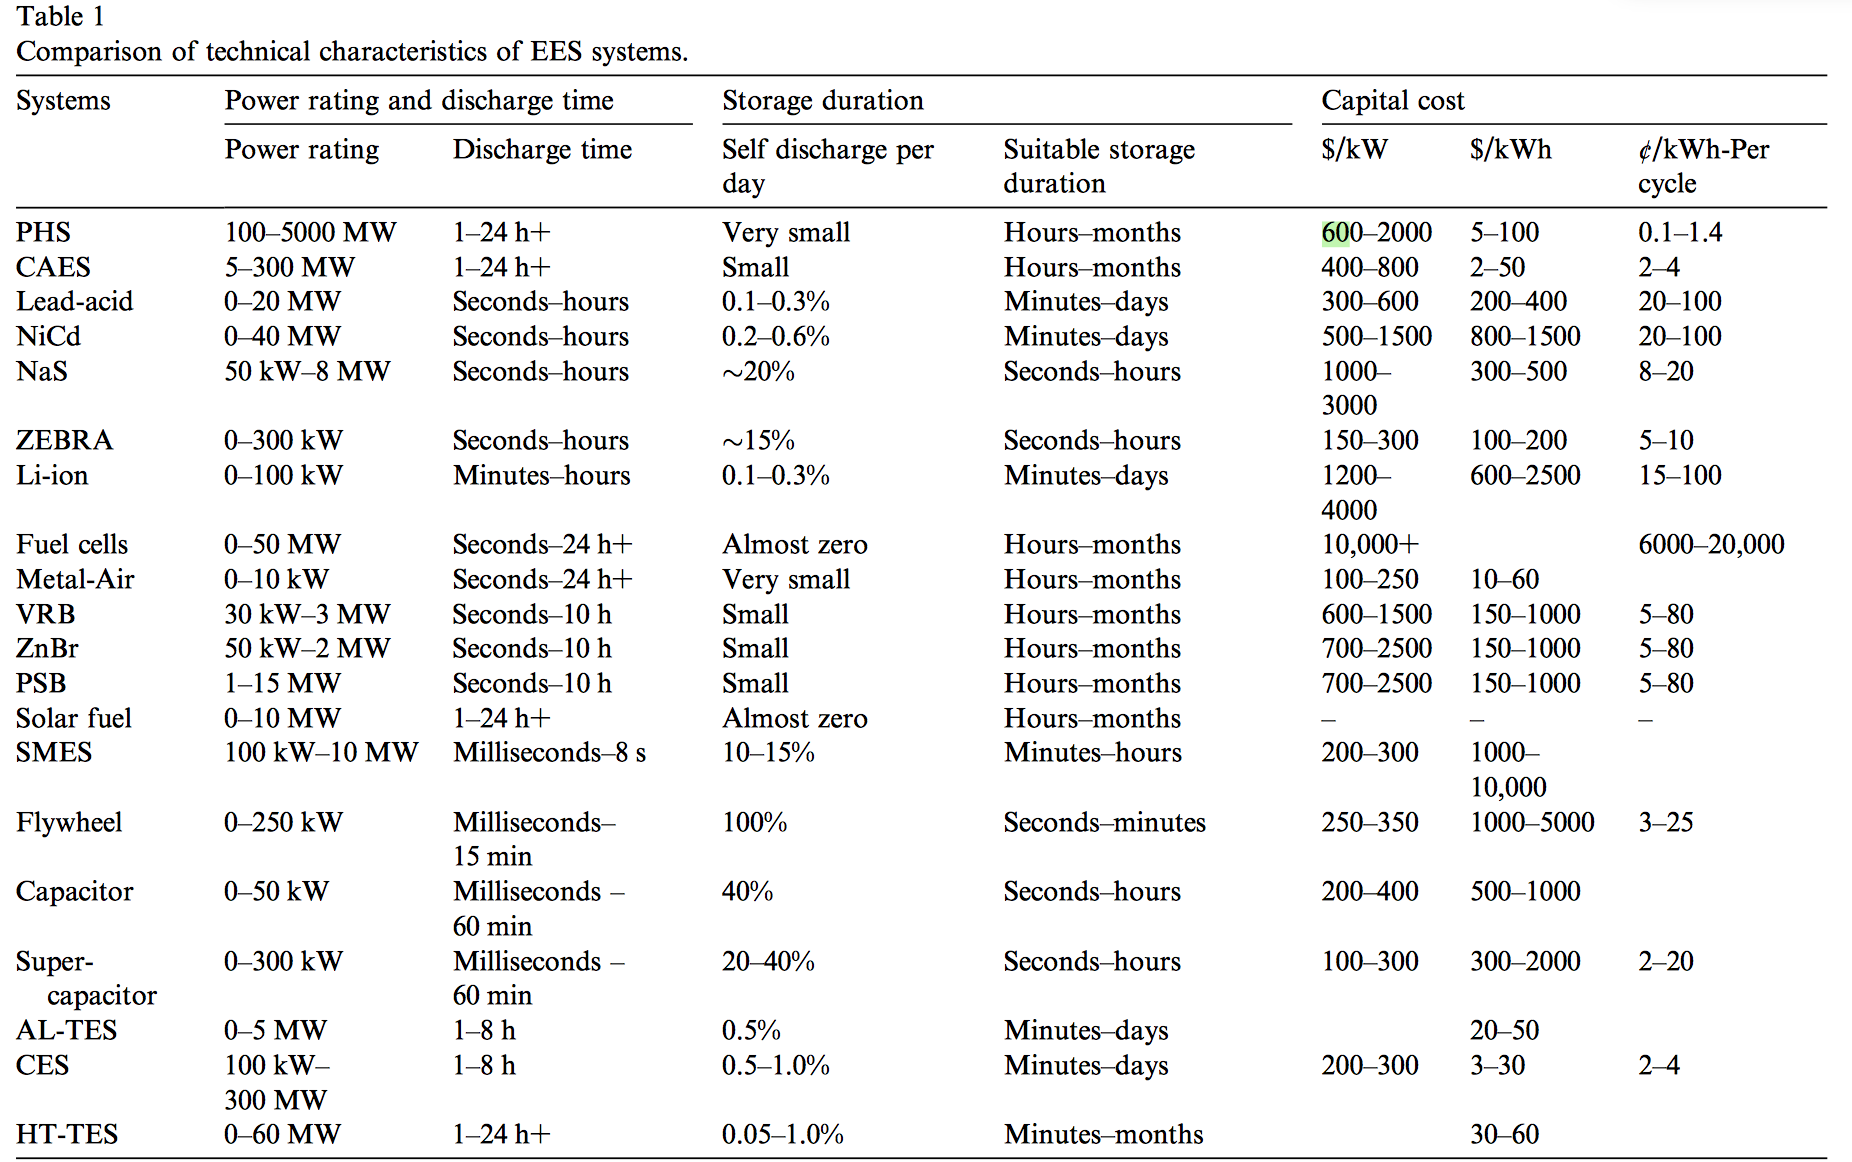 Table 1
Comparison of technical characteristics of EES systems.
Systems Power rating and discharge time Storage duration Capital cost
Power rating Discharge time Self discharge per Suitable storage $/kW $/kWh ¢/kWh-Per
day duration cycle
PHS 100–5000 MW 1–24 h+ Very small Hours–months 600–2000 5–100 0.1–1.4
CAES 5–300 MW 1–24 h+ Small Hours–months 400–800 2–50 2–4
Lead-acid 0–20 MW Seconds–hours 0.1–0.3% Minutes–days 300–600 200–400 20–100
NiCd 0–40 MW Seconds–hours 0.2–0.6% Minutes–days 500–1500 800–1500 20–100
NaS 50 kW–8 MW Seconds–hours ~20% Seconds–hours 1000– 300–500 8–20
3000
ZEBRA 0–300 kW Seconds–hours ~15% Seconds–hours 150–300 100–200 5–10
Li-ion 0–100 kW Minutes–hours 0.1–0.3% Minutes–days 1200– 600–2500 15–100
4000
Fuel cells 0–50 MW Seconds–24 h+ Almost zero Hours–months 10,000+ 6000–20,000
Metal-Air 0–10 kW Seconds–24 h+ Very small Hours–months 100–250 10–60
VRB 30 kW–3 MW Seconds–10 h Small Hours–months 600–1500 150–1000 5–80
ZnBr 50 kW–2 MW Seconds–10 h Small Hours–months 700–2500 150–1000 5–80
PSB 1–15 MW Seconds–10 h Small Hours–months 700–2500 150–1000 5–80
Solar fuel 0–10 MW 1–24 h+ Almost zero Hours–months – – –
SMES 100 kW–10 MW Milliseconds–8 s 10–15% Minutes–hours 200–300 1000–
10,000
Flywheel 0–250 kW Milliseconds– 100% Seconds–minutes 250–350 1000–5000 3–25
15 min
Capacitor 0–50 kW Milliseconds – 40% Seconds–hours 200–400 500–1000
60 min
Super- 0–300 kW Milliseconds – 20–40% Seconds–hours 100–300 300–2000 2–20
capacitor 60 min
AL-TES 0–5 MW 1–8 h 0.5% Minutes–days 20–50
CES 100 kW– 1–8 h 0.5–1.0% Minutes–days 200–300 3–30 2–4
300 MW
HT-TES 0–60 MW 1–24 h+ 0.05–1.0% Minutes–months 30–60